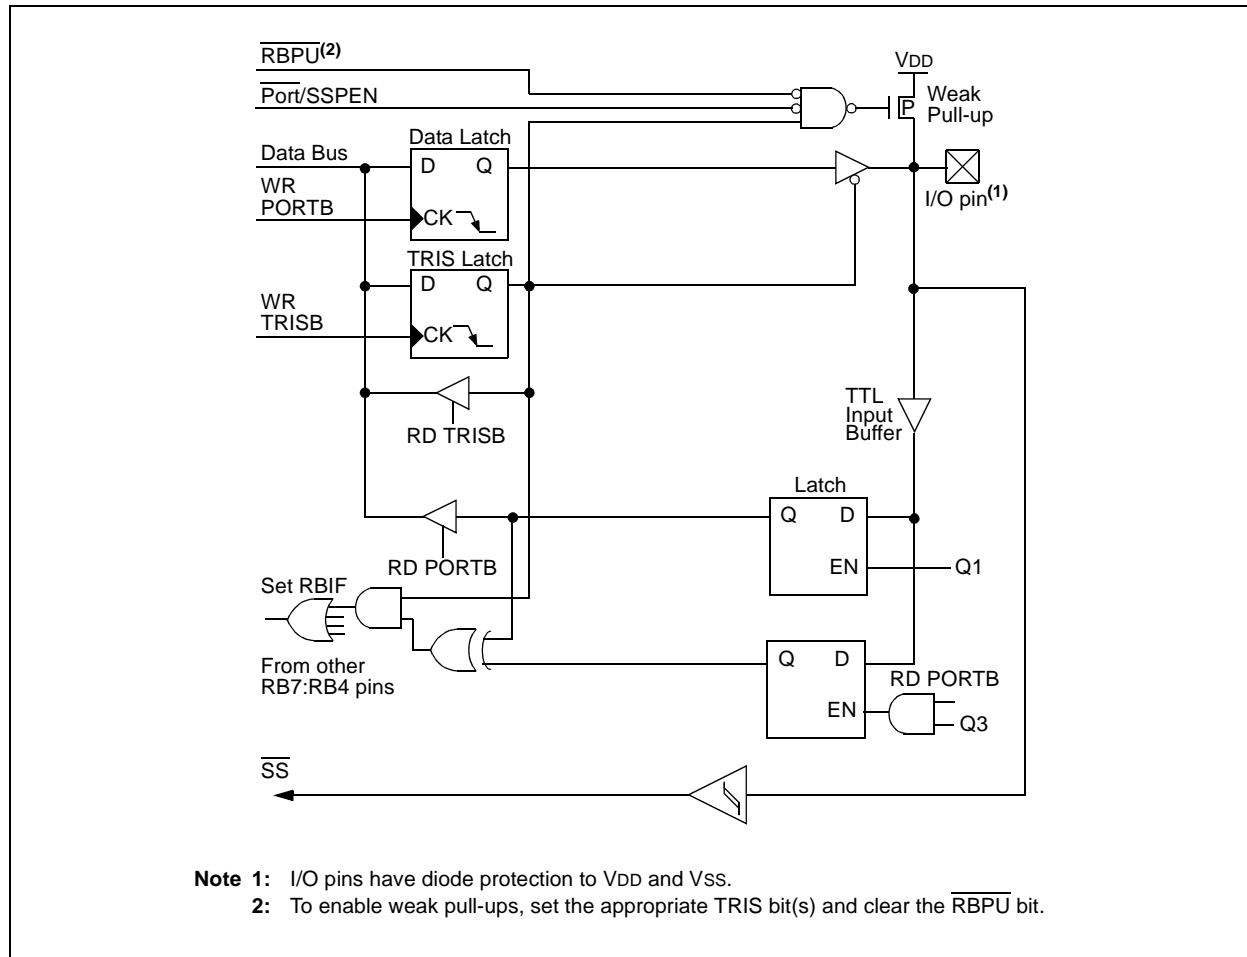 RBPU(2)
Port/SSPEN
VDD
P
Weak
Pull-up
Data Latch
Data Bus
D Q
WR
PORTB
CK
I/O pin(1)
TRIS Latch
D Q
WR
TRISB
CK
RD TRISB
TTL
Input
Buffer
Latch
Q D
EN
Q1
RD PORTB
Set RBIF
From other
RB7:RB4 pins
Q D
RD PORTB
EN
Q3
SS
Note 1: I/O pins have diode protection to VDD and VSS.
2: To enable weak pull-ups, set the appropriate TRIS bit(s) and clear the RBPU bit.